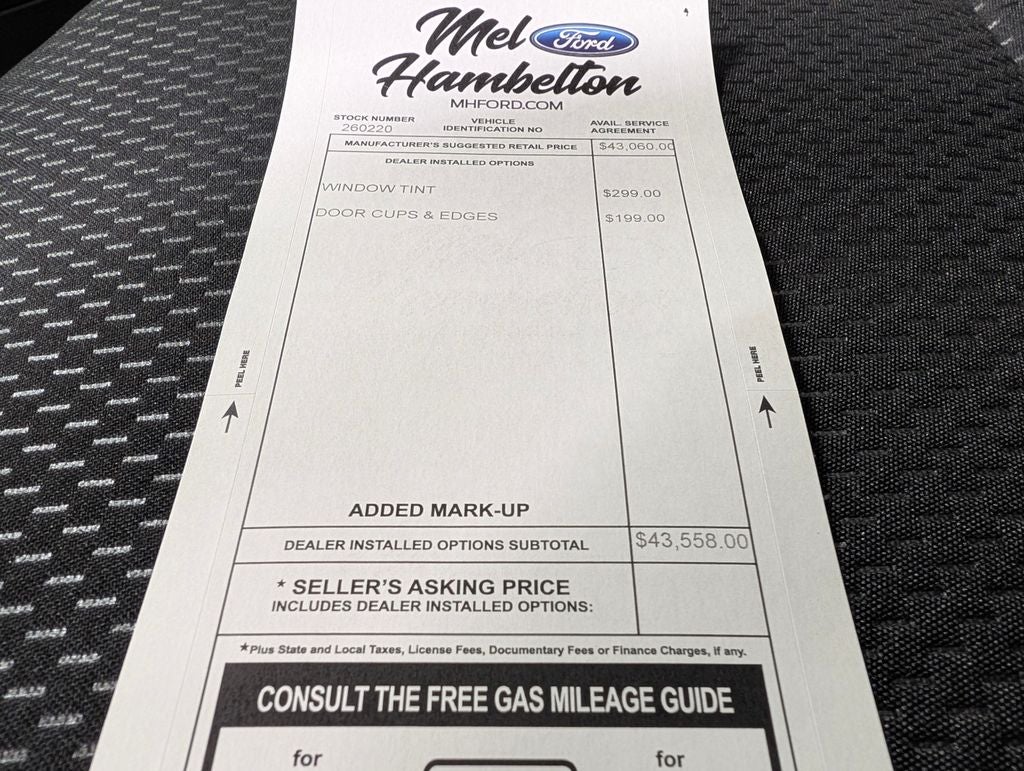 Mel Ford
Hambelton
MHFORD.COM
STOCK NUMBER
260220
VEHICLE
IDENTIFICATION NO
AVAIL. SERVICE
AGREEMENT
MANUFACTURER'S SUGGESTED RETAIL PRICE $43,060.00
DEALER INSTALLED OPTIONS
WINDOW TINT $299.00
DOOR CUPS & EDGES $199.00
PEEL HERE
PEEL HERE
ADDED MARK-UP
DEALER INSTALLED OPTIONS SUBTOTAL $43,558.00
* SELLER'S ASKING PRICE
INCLUDES DEALER INSTALLED OPTIONS:
*Plus State and Local Taxes, License Fees, Documentary Fees or Finance Charges, if any.
CONSULT THE FREE GAS MILEAGE GUIDE
for for